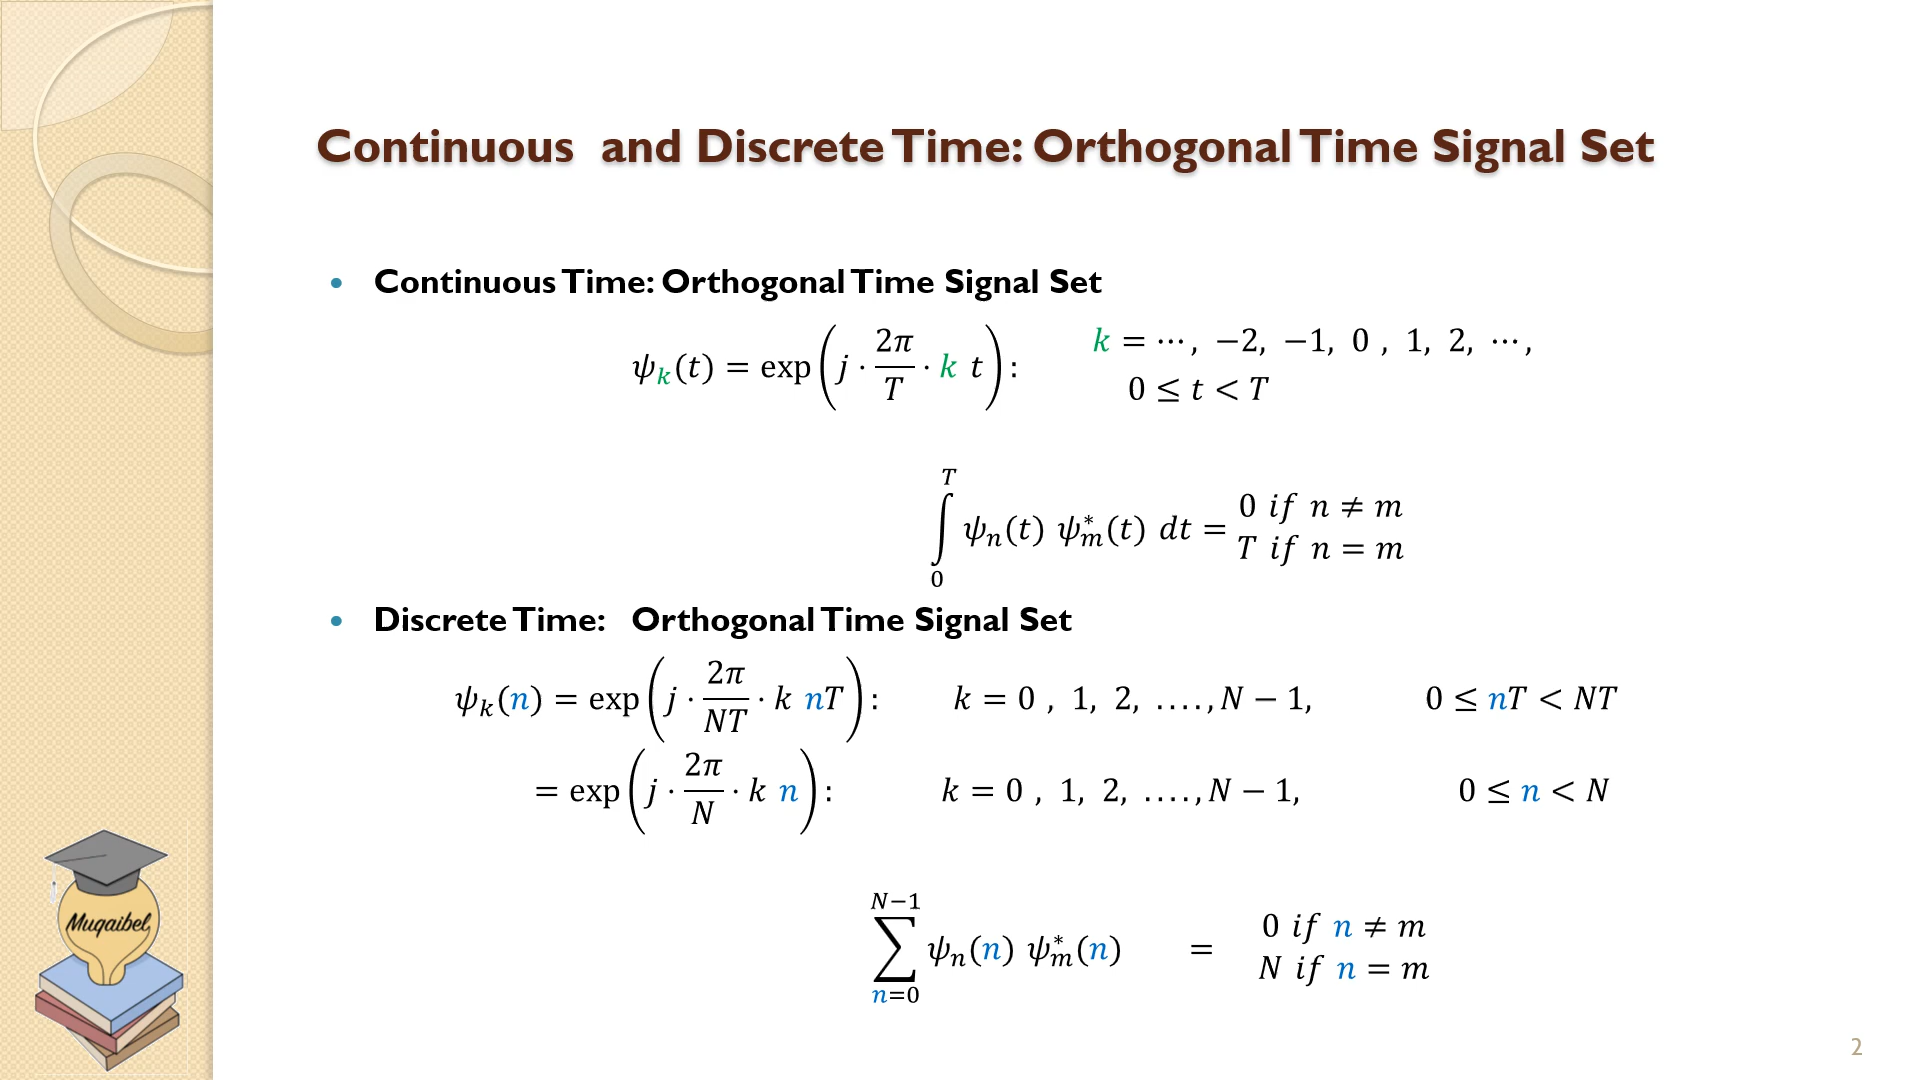 Continuous and Discrete Time: Orthogonal Time Signal Set
• Continuous Time: Orthogonal Time Signal Set
ψ_k(t) = exp(j · 2π/T · k t): k = ⋯, −2, −1, 0 , 1, 2, ⋯,
0 ≤ t < T
∫_0^T ψ_n(t) ψ_m^*(t) dt = 0 if n ≠ m
T if n = m
• Discrete Time: Orthogonal Time Signal Set
ψ_k(n) = exp(j · 2π/NT · k nT): k = 0 , 1, 2, …., N − 1, 0 ≤ nT < NT
= exp(j · 2π/N · k n): k = 0 , 1, 2, …., N − 1, 0 ≤ n < N
∑_{n=0}^{N−1} ψ_n(n) ψ_m^*(n) = 0 if n ≠ m
N if n = m
Muqaibel
2